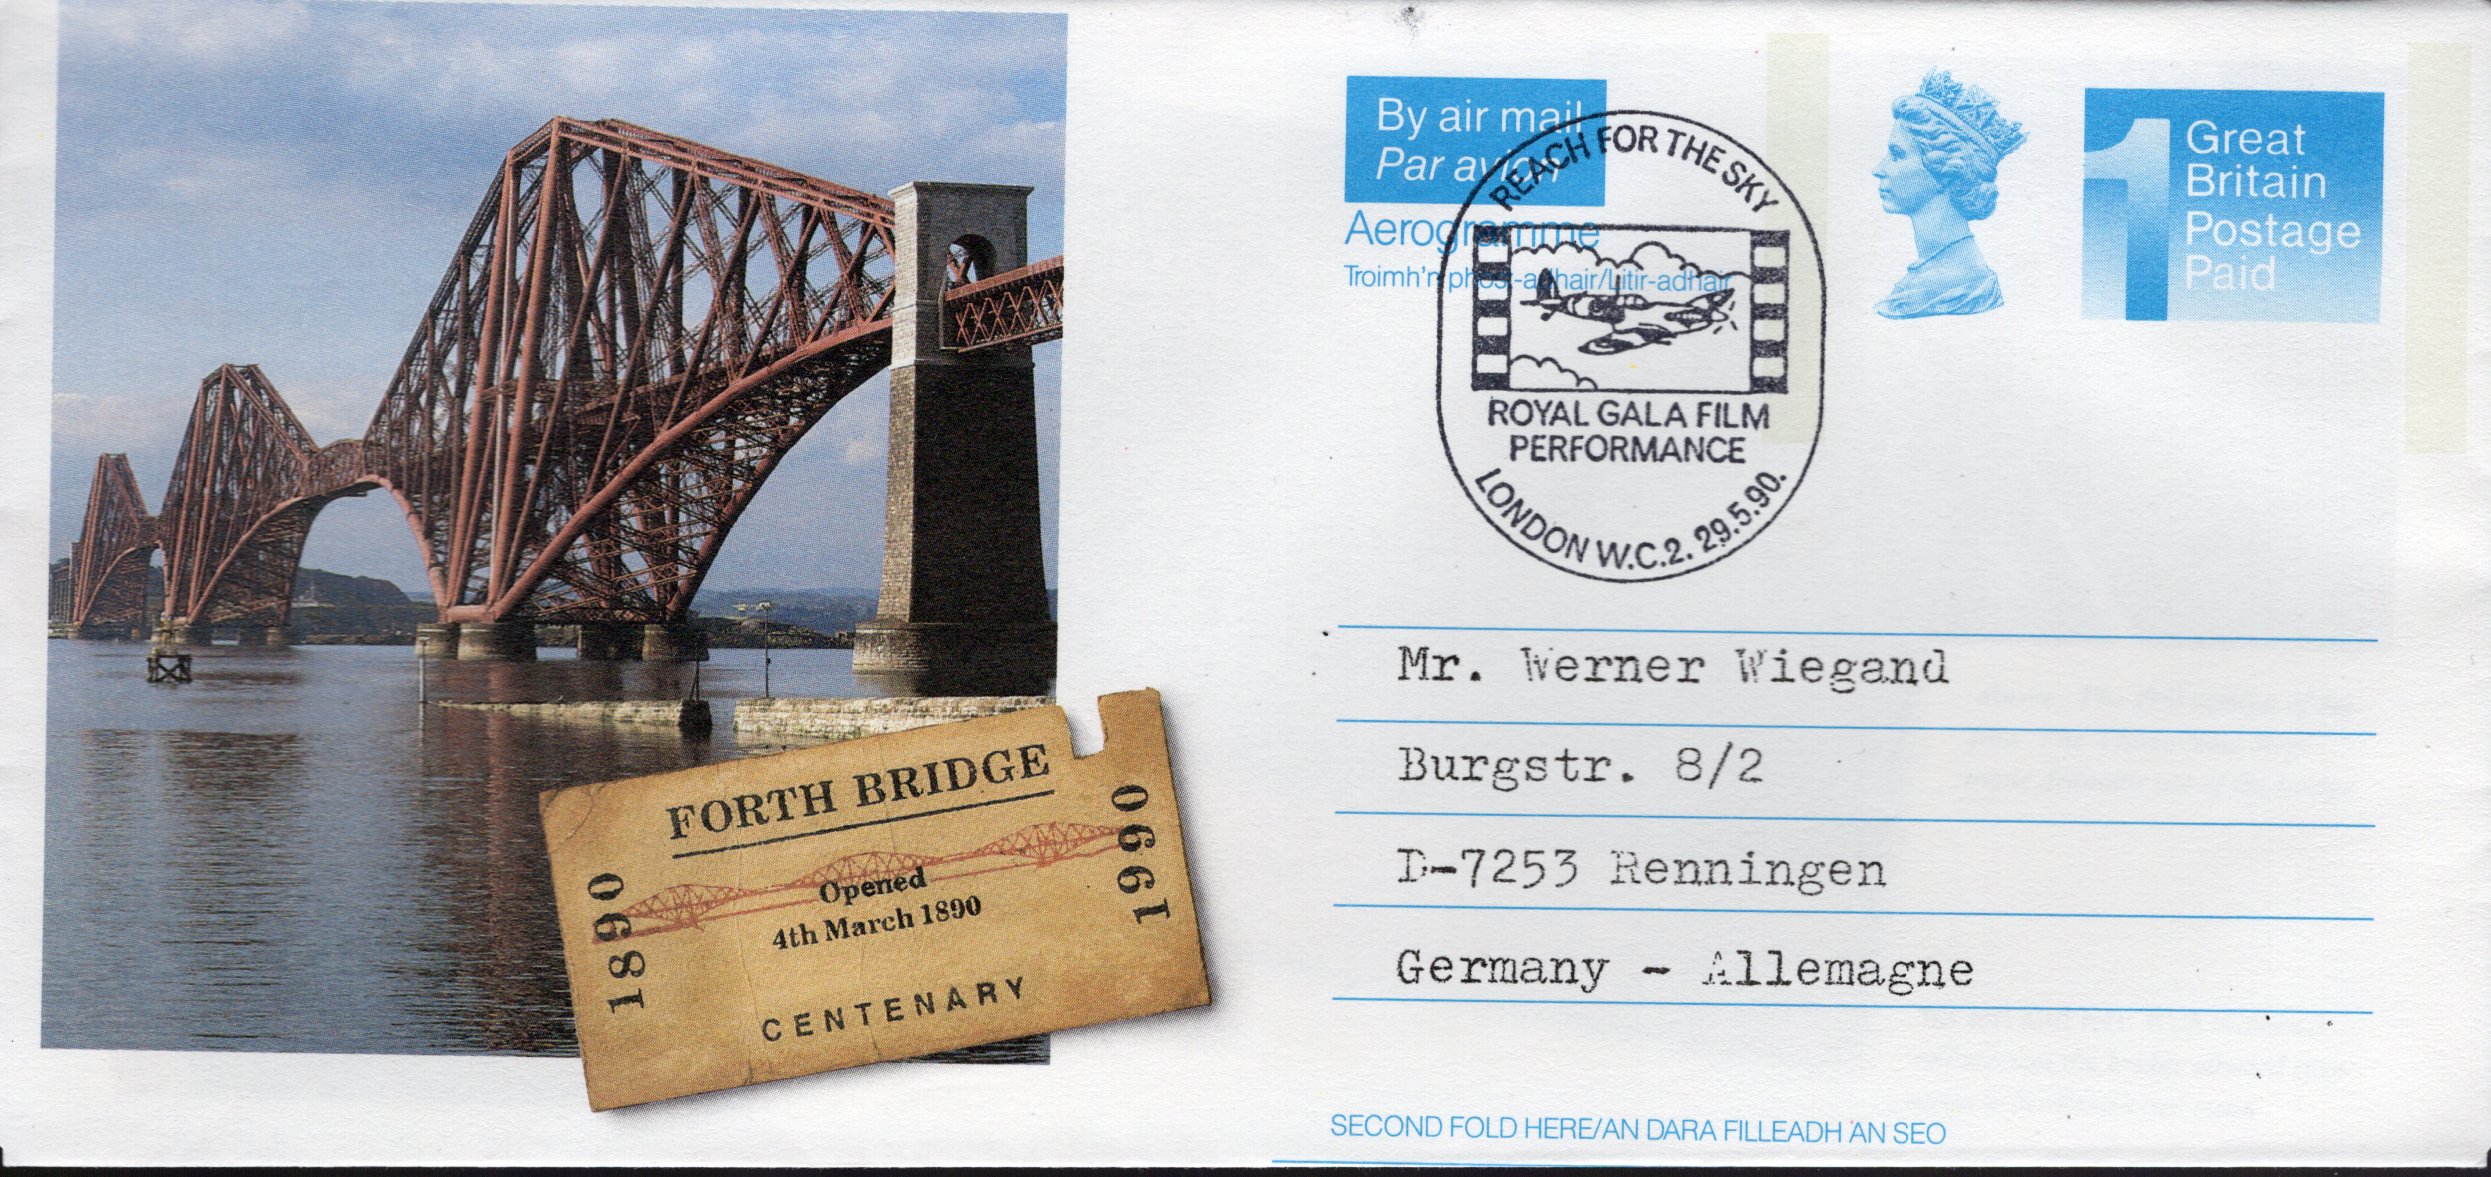 FORTH BRIDGE
1890
1990
Opened
4th March 1890
CENTENARY
By air mail
Par avion
Aerogramme
Troimh'n phost-adhair/Litir-adhair
REACH FOR THE SKY
ROYAL GALA FILM
PERFORMANCE
LONDON W.C.2. 29.5.90.
1
Great
Britain
Postage
Paid
Mr. Werner Wiegand
Burgstr. 8/2
D-7253 Renningen
Germany - Allemagne
SECOND FOLD HERE/AN DARA FILLEADH AN SEO